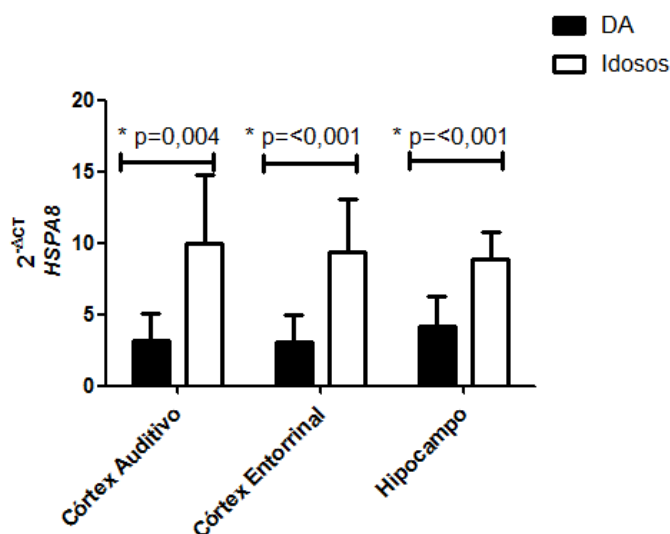 DA
Idosos
20
* p=0,004
* p=<0,001
* p=<0,001
15
10
5
0
2^-ΔCT
HSPA8
Córtex Auditivo
Córtex Entorrinal
Hipocampo